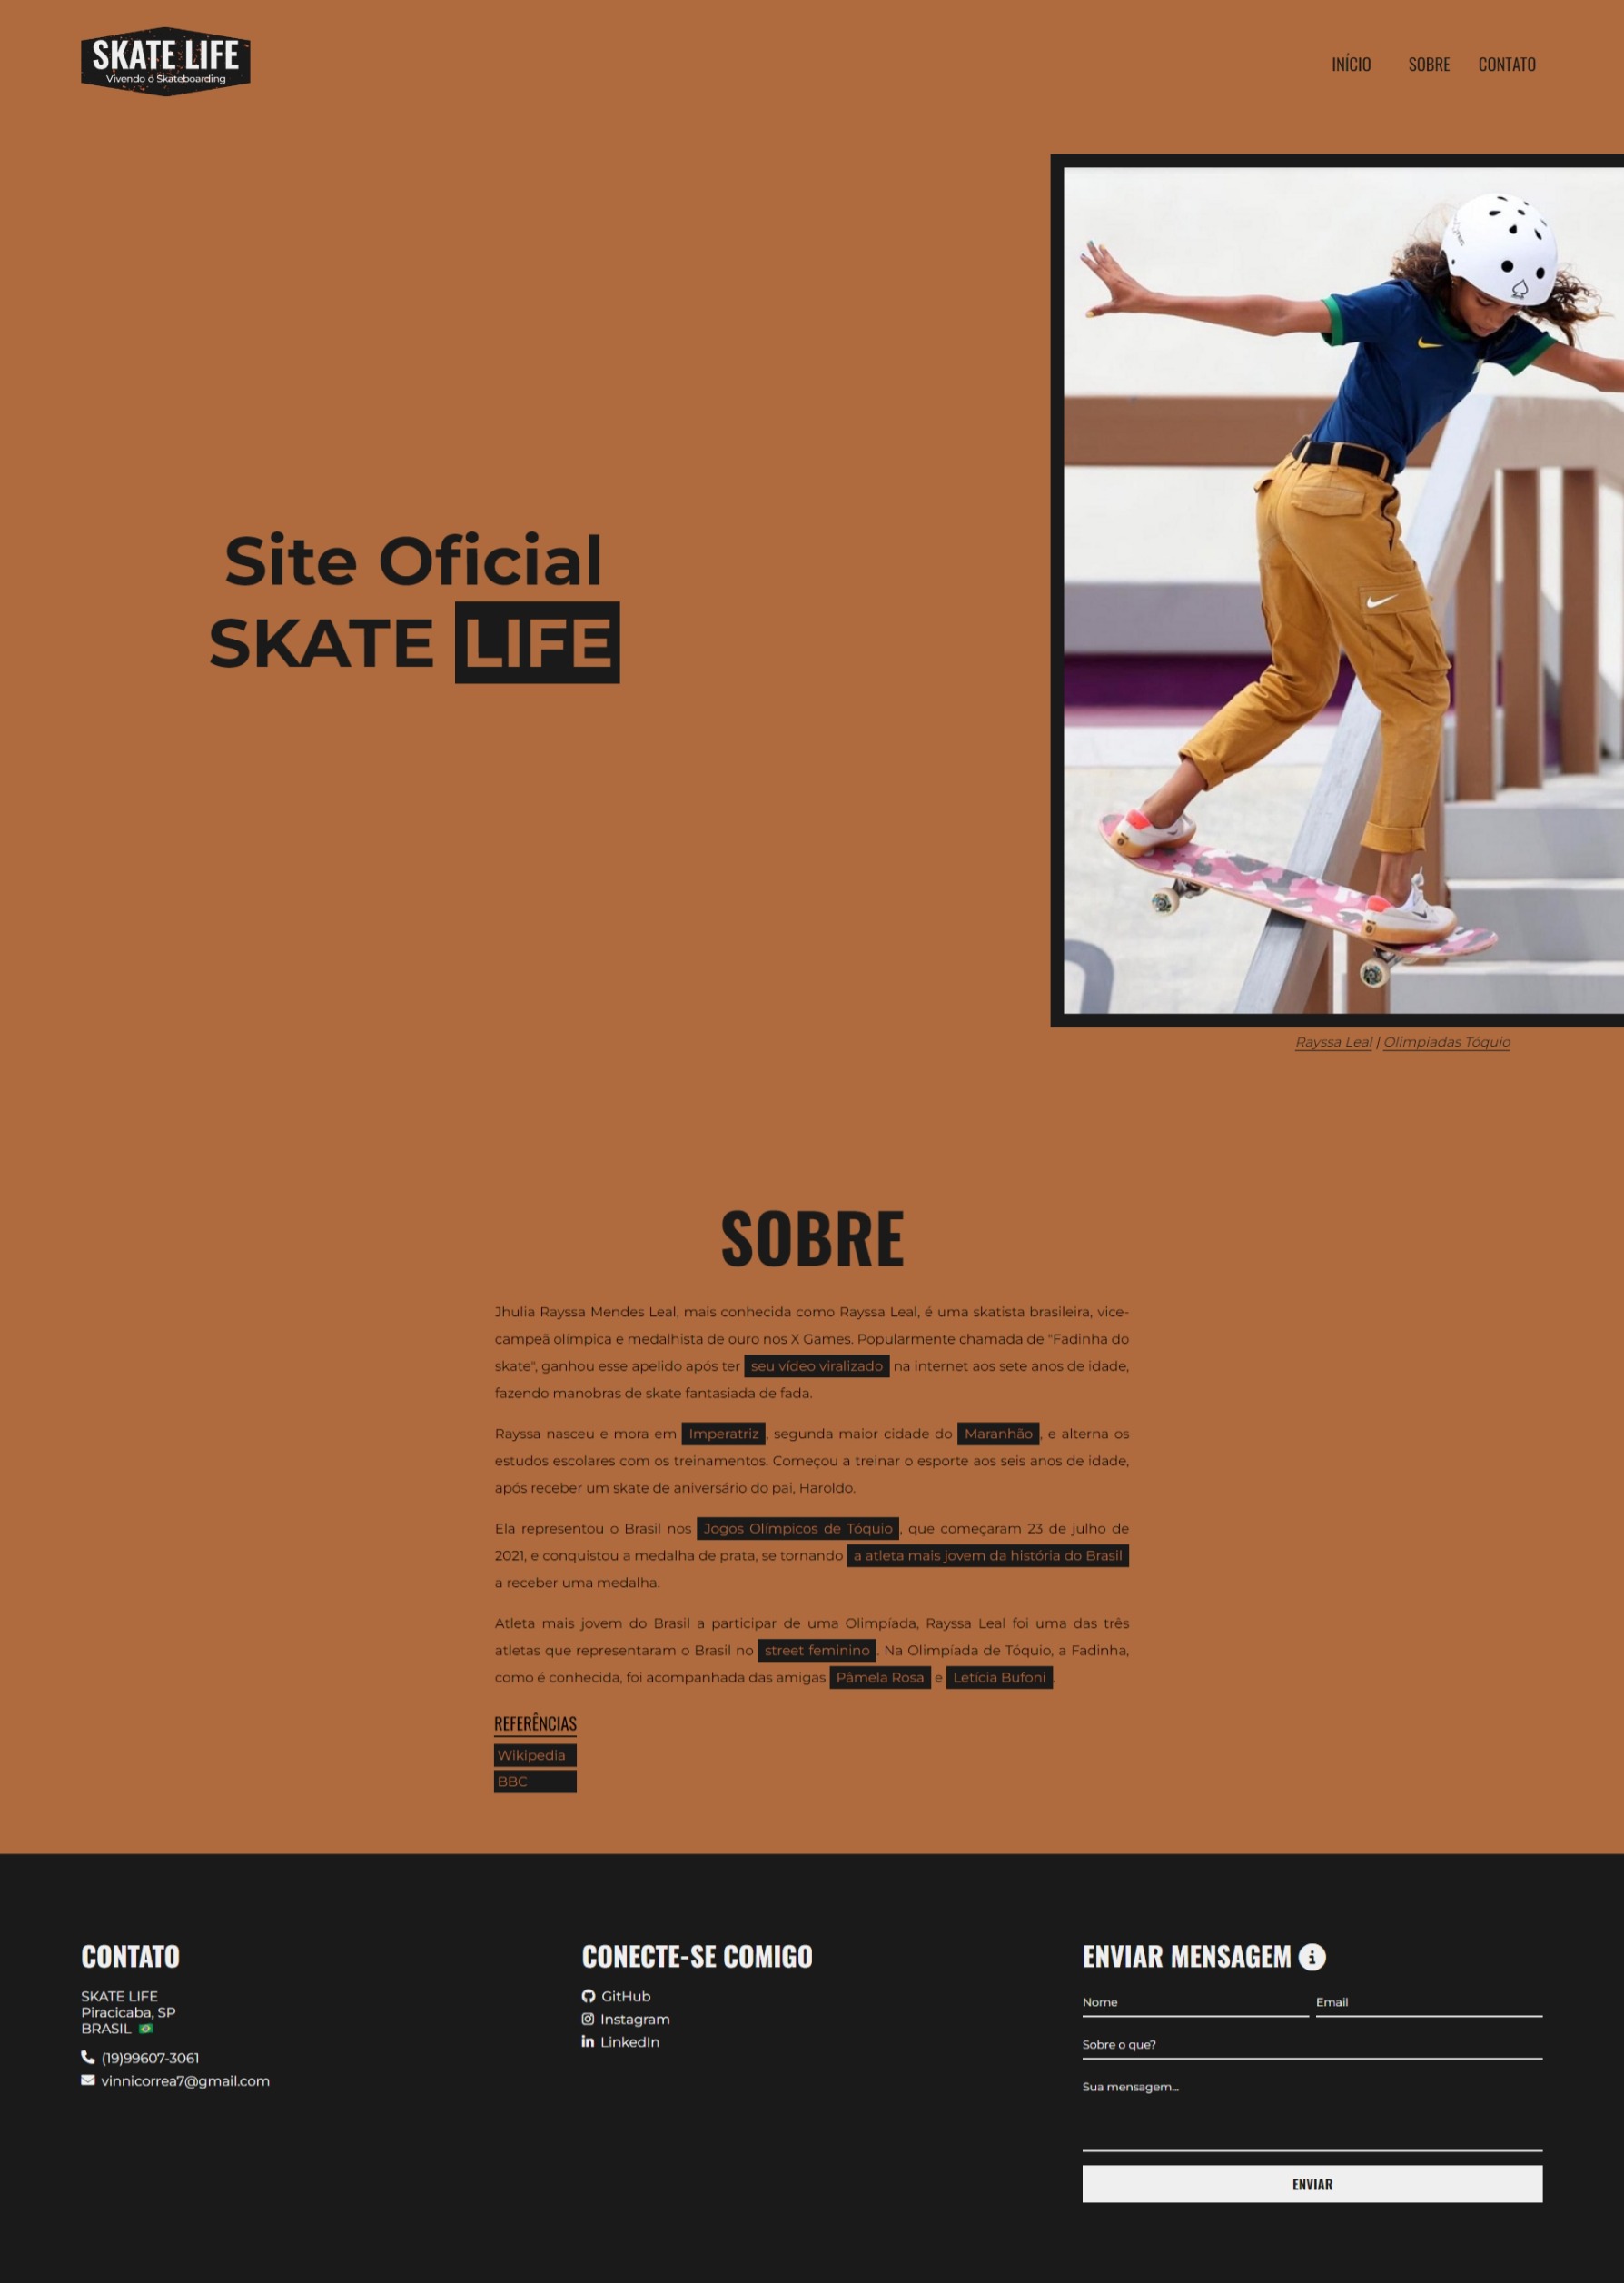 SKATE LIFE
Vivendo o Skateboarding
INÍCIO SOBRE CONTATO
Site Oficial
SKATE LIFE
Rayssa Leal | Olimpíadas Tóquio
SOBRE
Jhulia Rayssa Mendes Leal, mais conhecida como Rayssa Leal, é uma skatista brasileira, vice-
campeã olímpica e medalhista de ouro nos X Games. Popularmente chamada de "Fadinha do
skate", ganhou esse apelido após ter seu vídeo viralizado na internet aos sete anos de idade,
fazendo manobras de skate fantasiada de fada.
Rayssa nasceu e mora em Imperatriz, segunda maior cidade do Maranhão, e alterna os
estudos escolares com os treinamentos. Começou a treinar o esporte aos seis anos de idade,
após receber um skate de aniversário do pai, Haroldo.
Ela representou o Brasil nos Jogos Olímpicos de Tóquio, que começaram 23 de julho de
2021, e conquistou a medalha de prata, se tornando a atleta mais jovem da história do Brasil
a receber uma medalha.
Atleta mais jovem do Brasil a participar de uma Olimpíada, Rayssa Leal foi uma das três
atletas que representaram o Brasil no street feminino. Na Olimpíada de Tóquio, a Fadinha,
como é conhecida, foi acompanhada das amigas Pâmela Rosa e Letícia Bufoni.
REFERÊNCIAS
Wikipedia
BBC
CONTATO
SKATE LIFE
Piracicaba, SP
BRASIL
(19)99607-3061
vinnicorrea7@gmail.com
CONECTE-SE COMIGO
GitHub
Instagram
LinkedIn
ENVIAR MENSAGEM
Nome Email
Sobre o que?
Sua mensagem...
ENVIAR